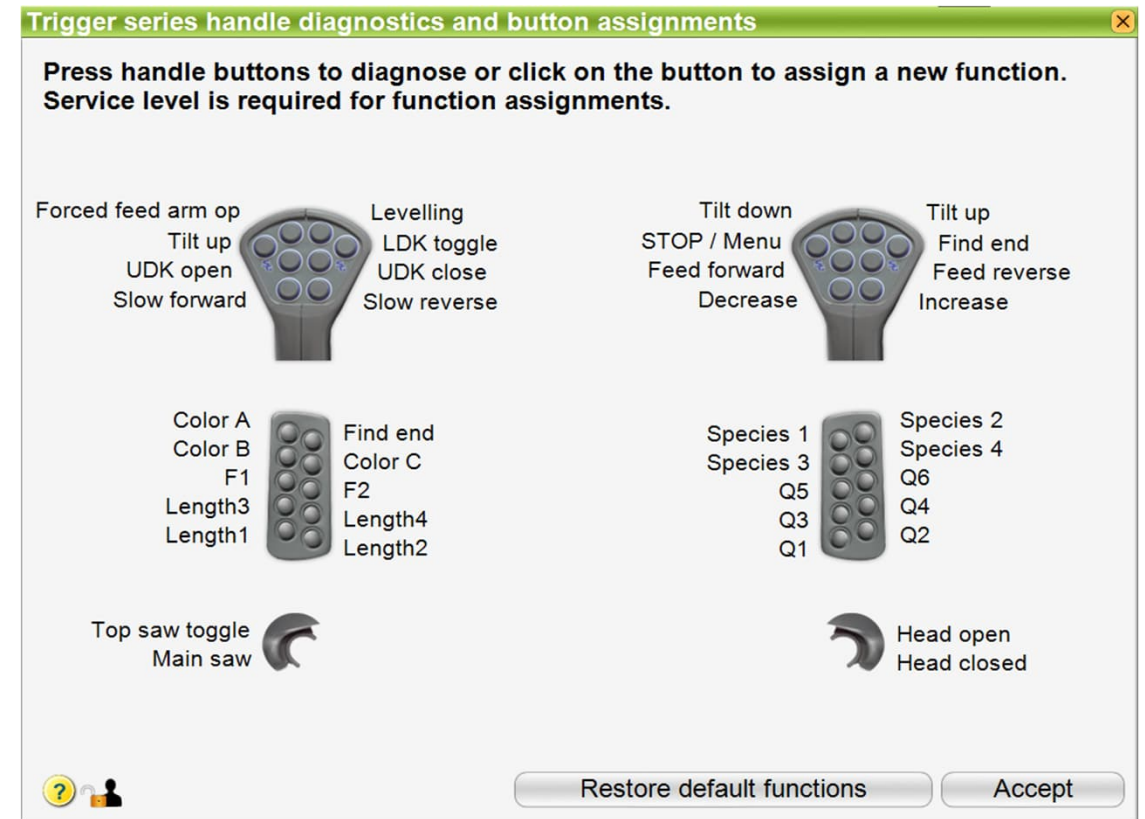 Trigger series handle diagnostics and button assignments
Press handle buttons to diagnose or click on the button to assign a new function.
Service level is required for function assignments.
Forced feed arm op
Tilt up
UDK open
Slow forward
Levelling
LDK toggle
UDK close
Slow reverse
Tilt down
STOP / Menu
Feed forward
Decrease
Tilt up
Find end
Feed reverse
Increase
Color A
Color B
F1
Length3
Length1
Find end
Color C
F2
Length4
Length2
Species 1
Species 3
Q5
Q3
Q1
Species 2
Species 4
Q6
Q4
Q2
Top saw toggle
Main saw
Head open
Head closed
?
Restore default functions
Accept